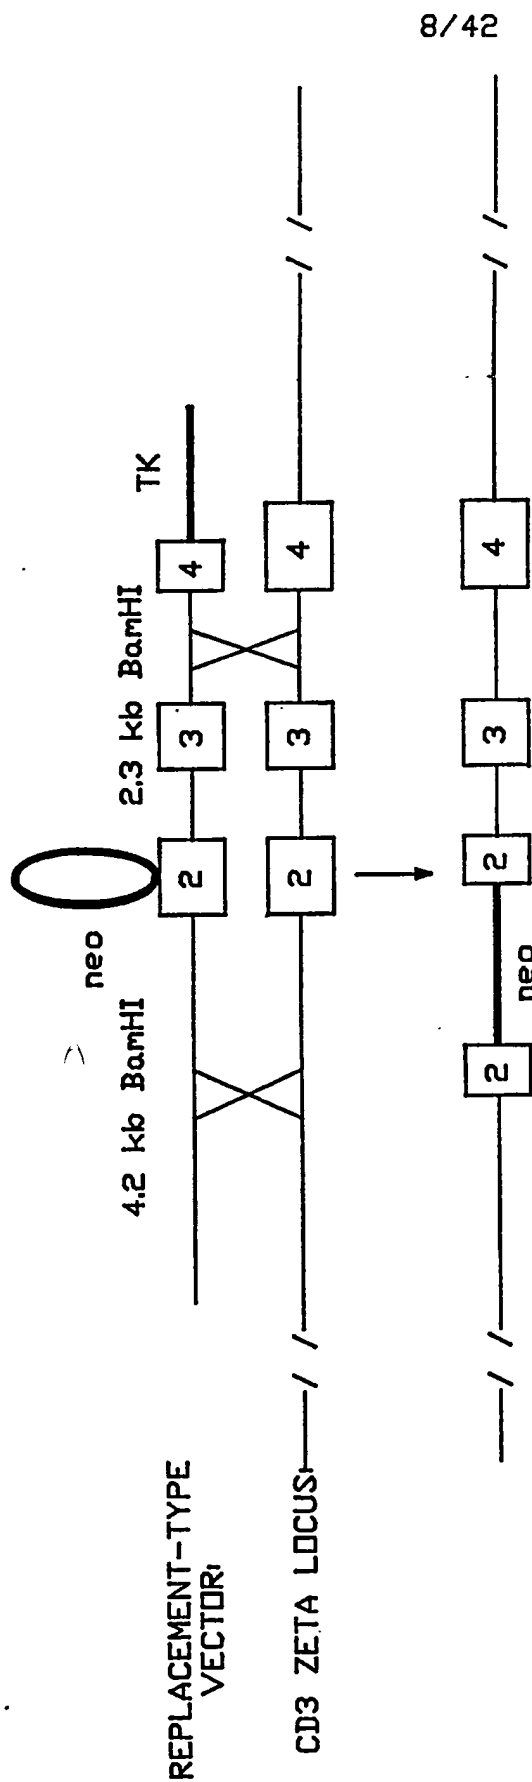 8/42
REPLACEMENT-TYPE
VECTOR:
4.2 kb BamHI
neo
2.3 kb BamHI
TK
2
3
4
CD3 ZETA LOCUS:
2
3
4
2
neo
2
3
4